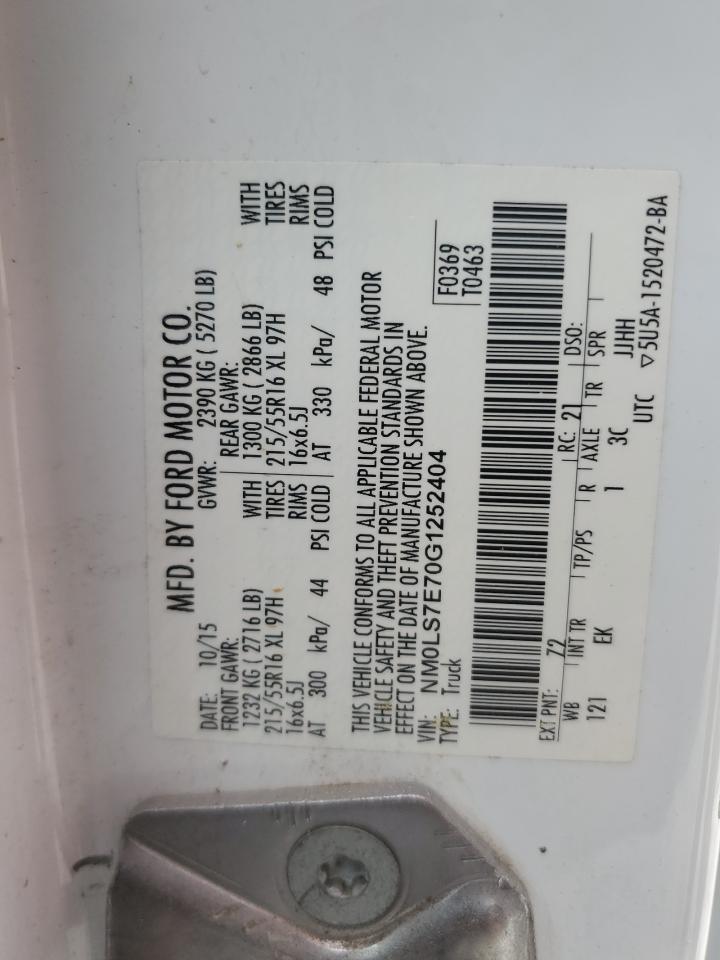 MFD. BY FORD MOTOR CO.
DATE: 10/15 GVWR: 2390 KG ( 5270 LB)
FRONT GAWR: REAR GAWR:
1232 KG ( 2716 LB) WITH 1300 KG ( 2866 LB) WITH
215/55R16 XL 97H TIRES 215/55R16 XL 97H TIRES
16x6.5J RIMS 16x6.5J RIMS
AT 300 kPa/ 44 PSI COLD AT 330 kPa/ 48 PSI COLD
THIS VEHICLE CONFORMS TO ALL APPLICABLE FEDERAL MOTOR
VEHICLE SAFETY AND THEFT PREVENTION STANDARDS IN
EFFECT ON THE DATE OF MANUFACTURE SHOWN ABOVE.
VIN: NM0LS7E70G1252404 F0369
TYPE: Truck T0463
EXT PNT: Z2 RC: 21 DSO:
WB INT TR TP/PS R AXLE TR SPR
121 EK 1 3C JJHH
UTC ▽5U5A-1520472-BA